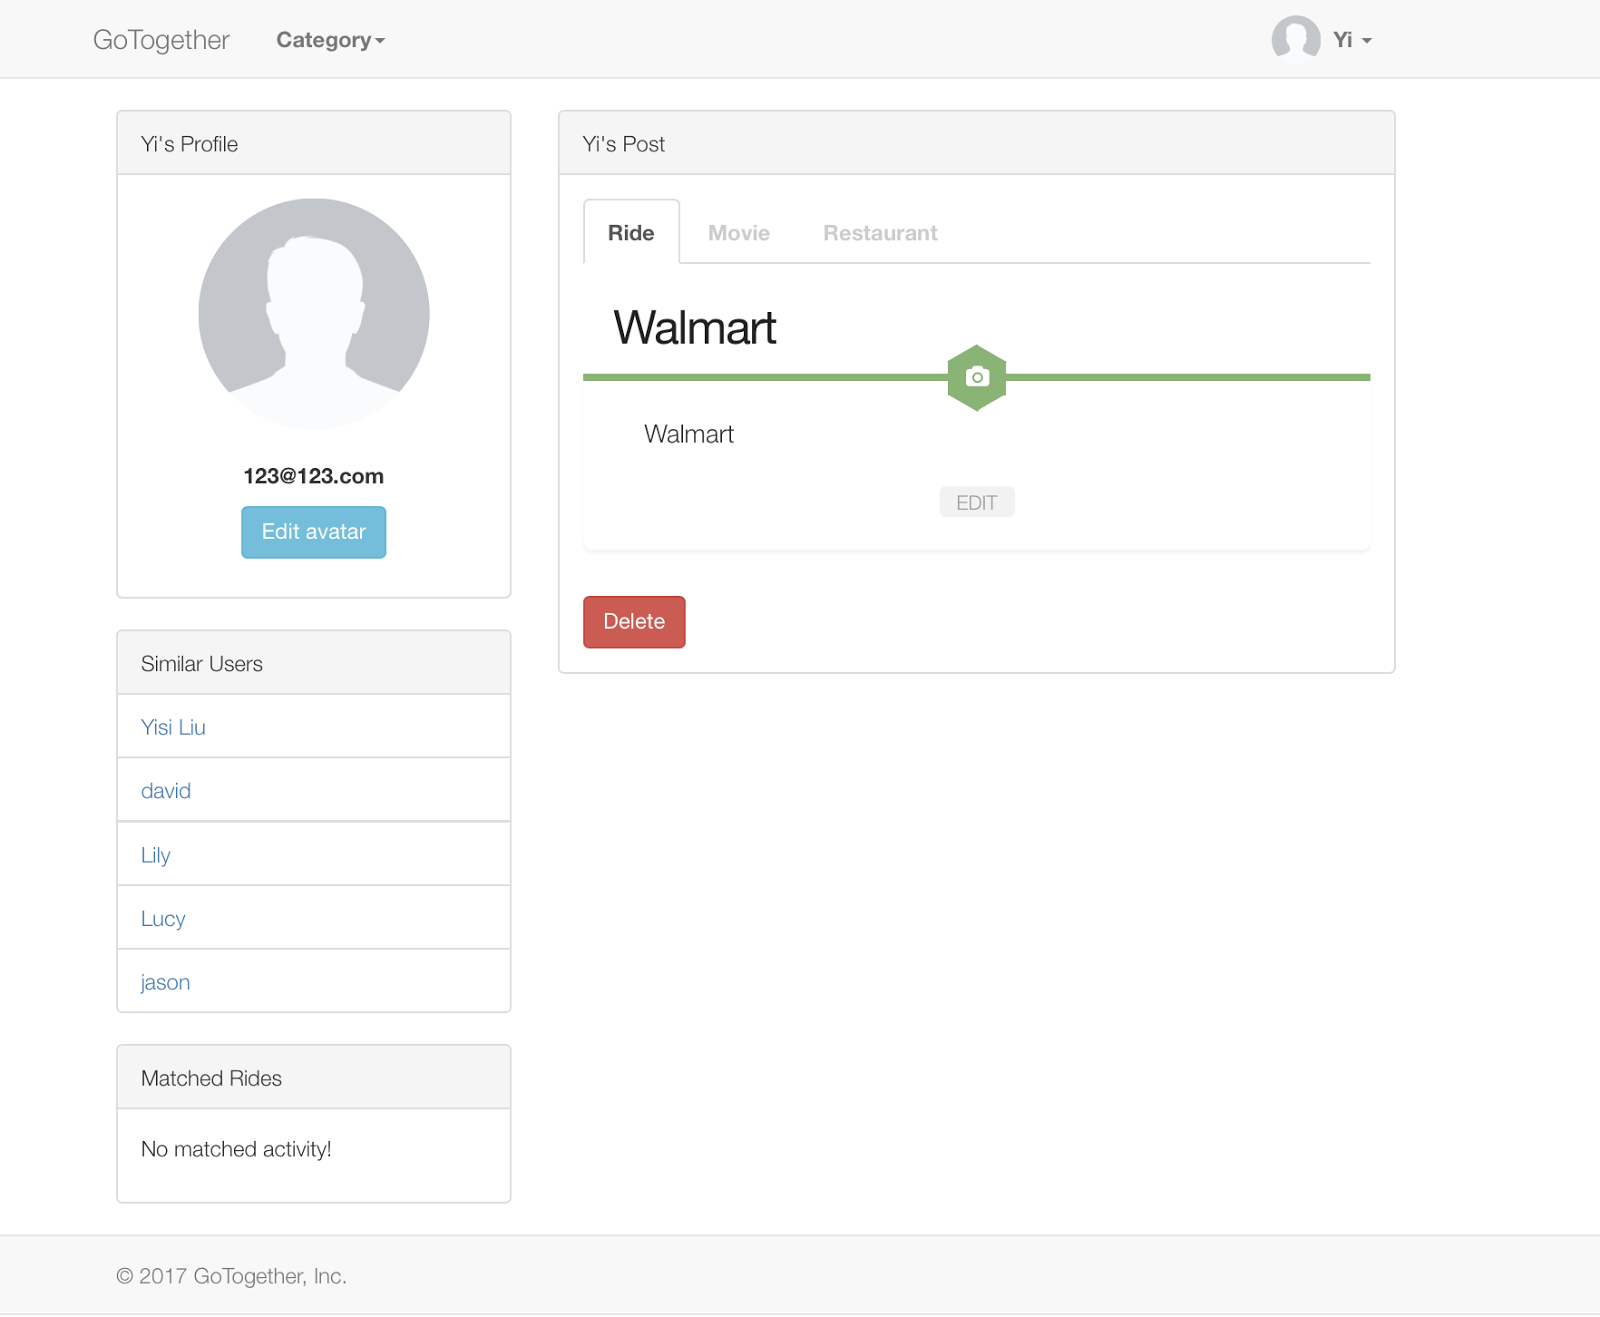 GoTogether Category Yi
Yi's Profile
123@123.com
Edit avatar
Similar Users
Yisi Liu
david
Lily
Lucy
jason
Matched Rides
No matched activity!
Yi's Post
Ride Movie Restaurant
Walmart
Walmart
EDIT
Delete
© 2017 GoTogether, Inc.